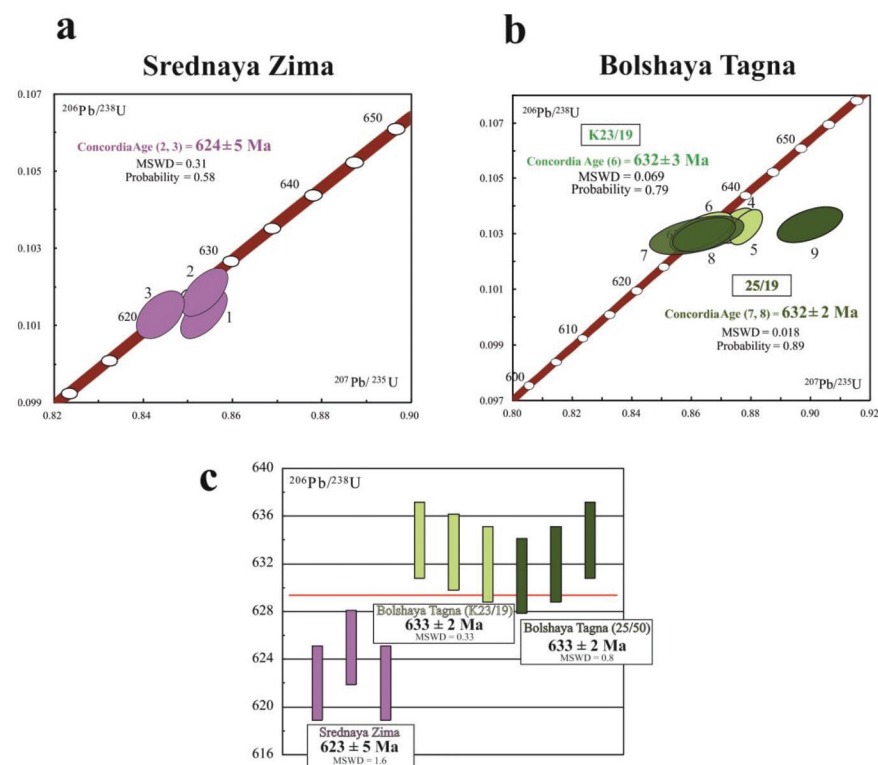 a
Srednaya Zima
0.107
0.105
0.103
0.101
0.099
0.82
0.84
0.86
0.88
0.90
206Pb/238U
207Pb/235U
Concordia Age (2, 3) = 624 ± 5 Ma
MSWD = 0.31
Probability = 0.58
650
640
630
620
2
3
1
b
Bolshaya Tagna
0.107
0.105
0.103
0.101
0.099
0.097
0.80
0.82
0.84
0.86
0.88
0.90
0.92
206Pb/238U
207Pb/235U
K23/19
Concordia Age (6) = 632 ± 3 Ma
MSWD = 0.069
Probability = 0.79
650
640
620
610
600
6
4
7
8
5
9
25/19
Concordia Age (7, 8) = 632 ± 2 Ma
MSWD = 0.018
Probability = 0.89
c
206Pb/238U
640
636
632
628
624
620
616
Bolshaya Tagna (K23/19)
633 ± 2 Ma
MSWD = 0.33
Bolshaya Tagna (25/50)
633 ± 2 Ma
MSWD = 0.8
Srednaya Zima
623 ± 5 Ma
MSWD = 1.6